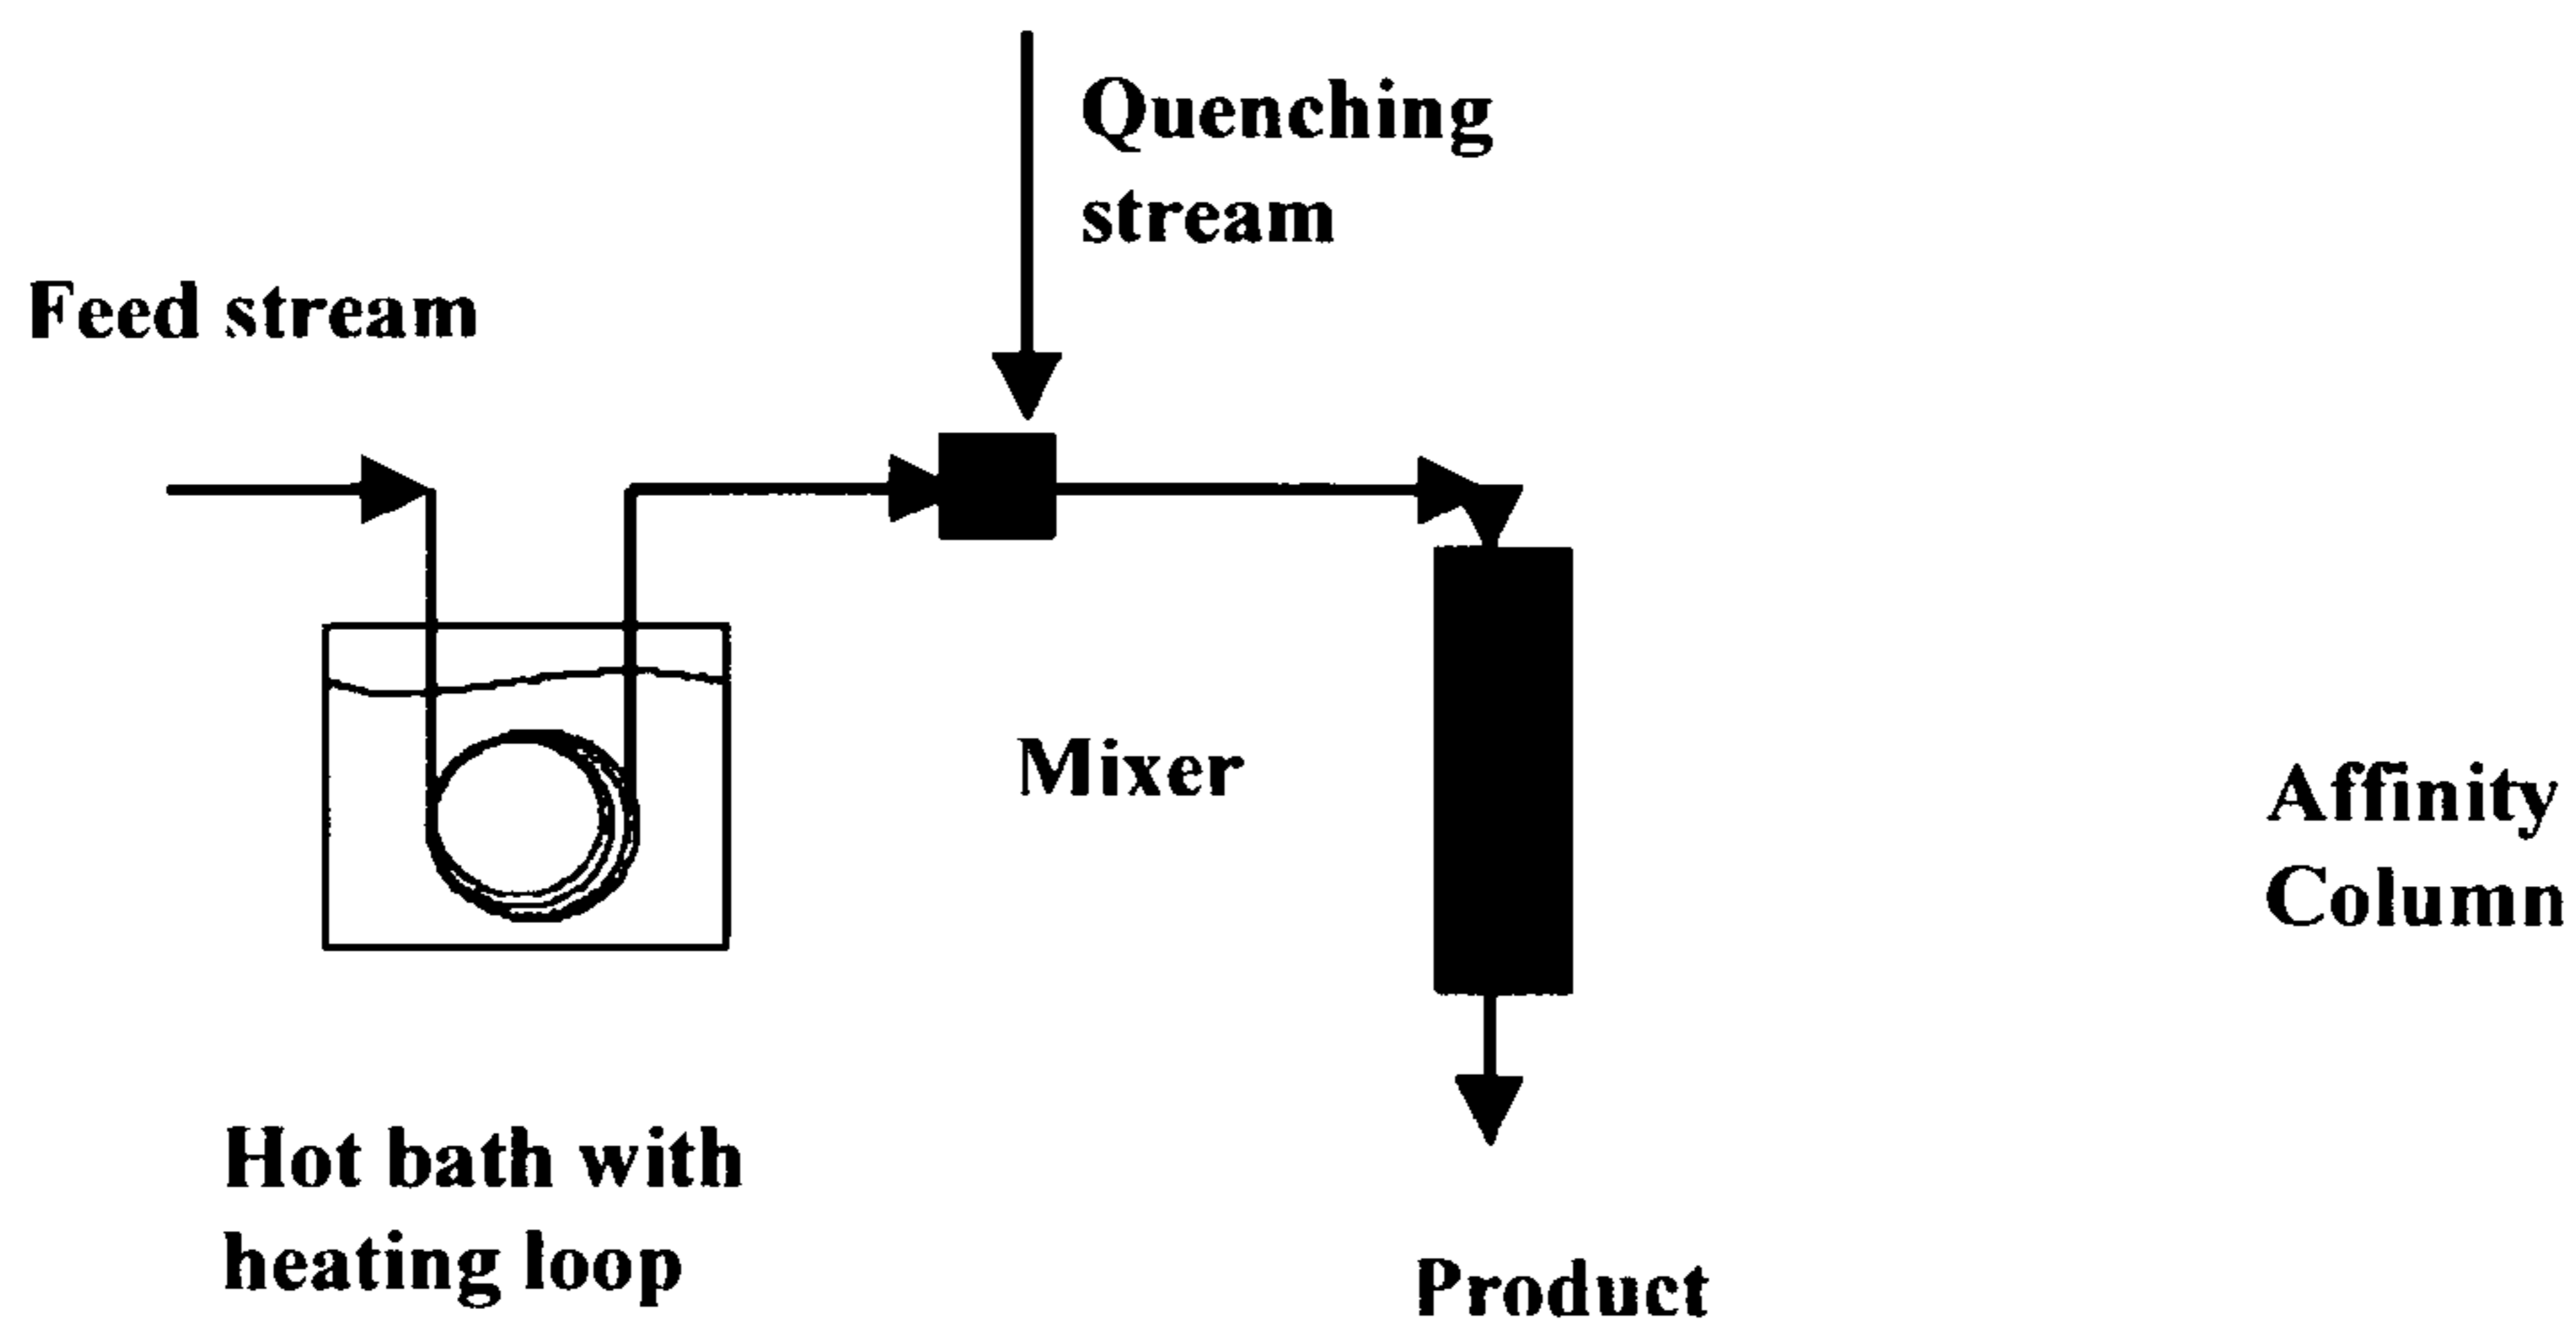 Quenching
stream
Feed stream
Mixer
Affinity
Column
Hot bath with
heating loop
Product